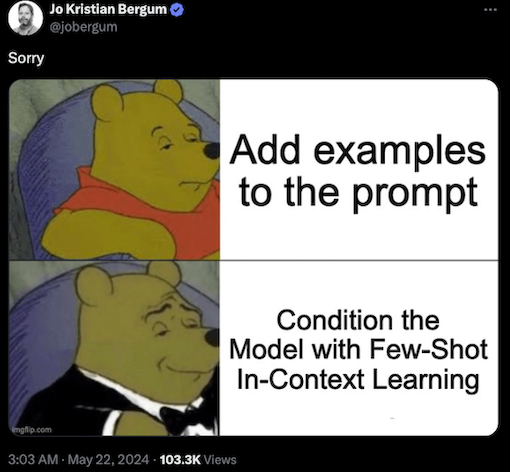 Jo Kristian Bergum
@jobergum
Sorry
Add examples
to the prompt
Condition the
Model with Few-Shot
In-Context Learning
imgflip.com
3:03 AM · May 22, 2024 · 103.3K Views